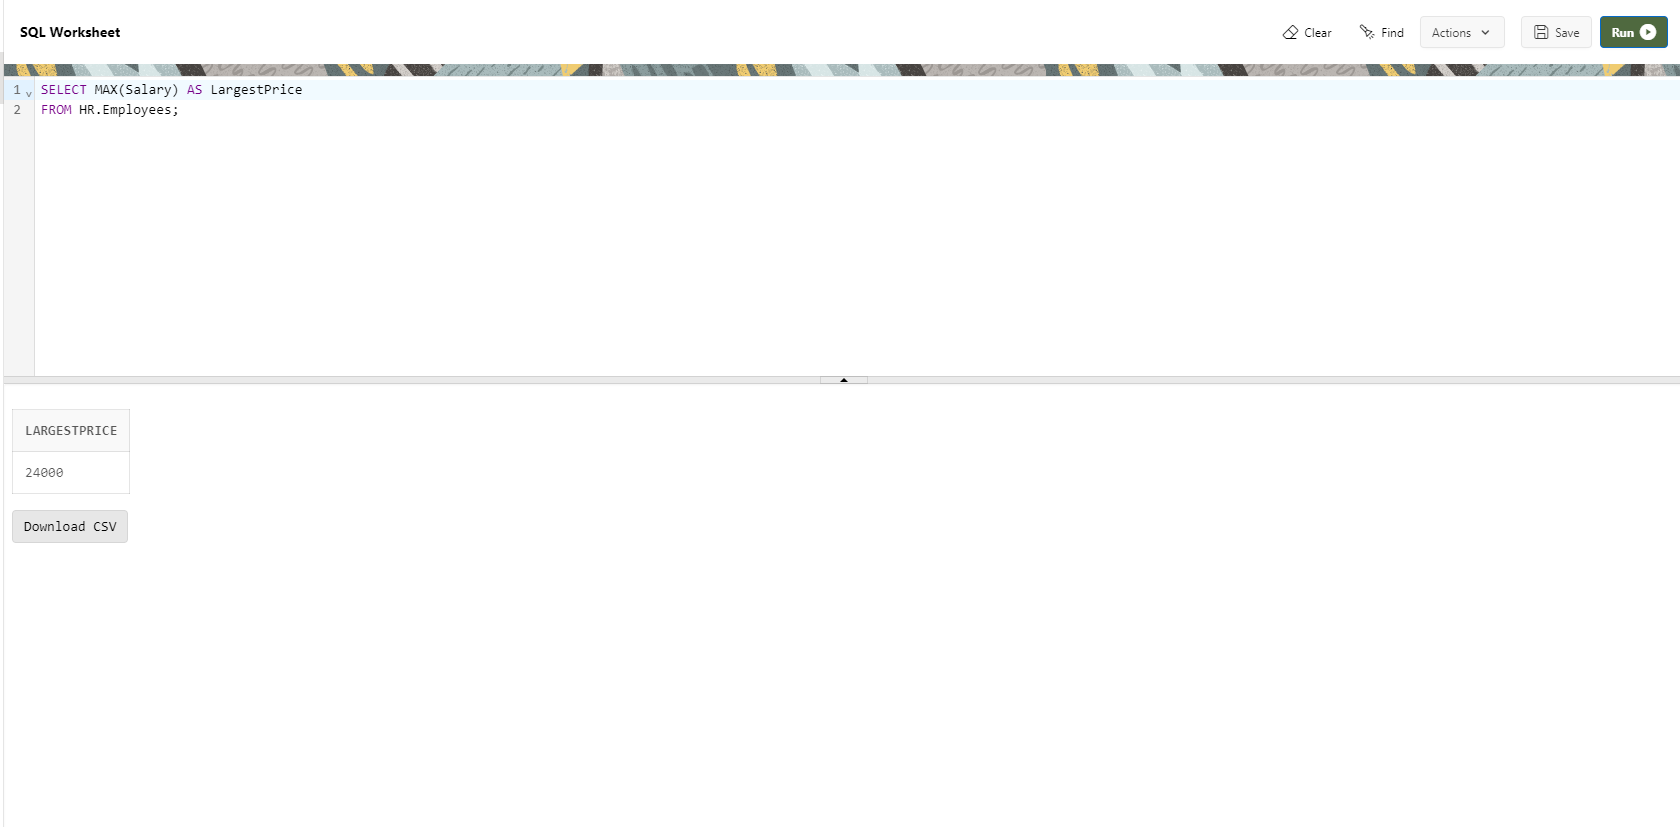 SQL Worksheet
Clear
Find
Actions
Save
Run
1 SELECT MAX(Salary) AS LargestPrice
2 FROM HR.Employees;
LARGESTPRICE
24000
Download CSV